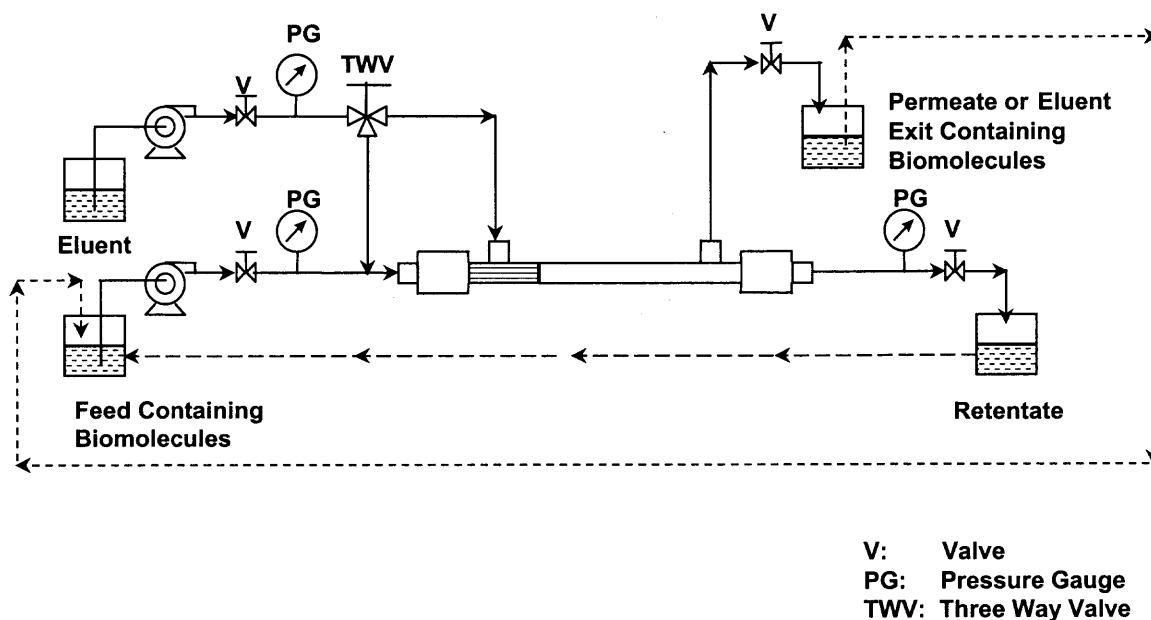 V
PG
TWV
V
Permeate or Eluent
Exit Containing
Biomolecules
PG
PG
V
V
Eluent
Feed Containing
Biomolecules
Retentate
V: Valve
PG: Pressure Gauge
TWV: Three Way Valve